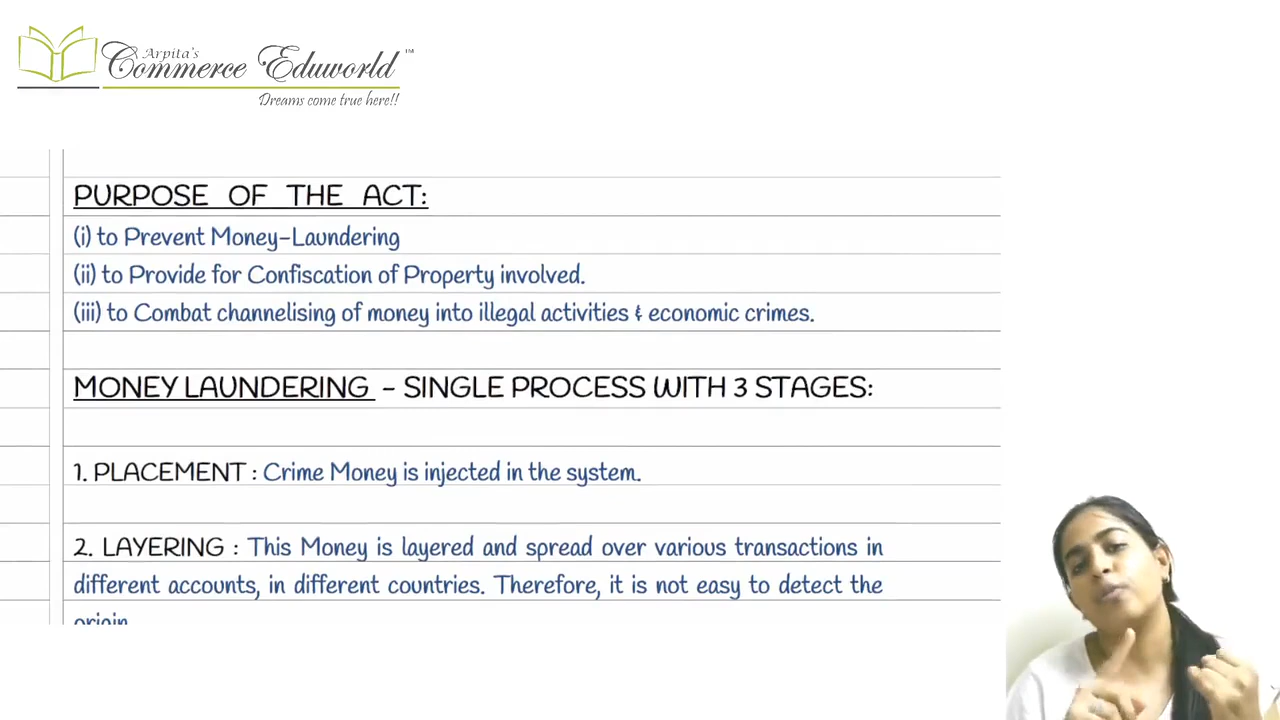 Arpita's
Commerce Eduworld™
Dreams come true here!!
PURPOSE OF THE ACT:
(i) to Prevent Money-Laundering
(ii) to Provide for Confiscation of Property involved.
(iii) to Combat channelising of money into illegal activities & economic crimes.
MONEY LAUNDERING - SINGLE PROCESS WITH 3 STAGES:
1. PLACEMENT : Crime Money is injected in the system.
2. LAYERING : This Money is layered and spread over various transactions in
different accounts, in different countries. Therefore, it is not easy to detect the
origin